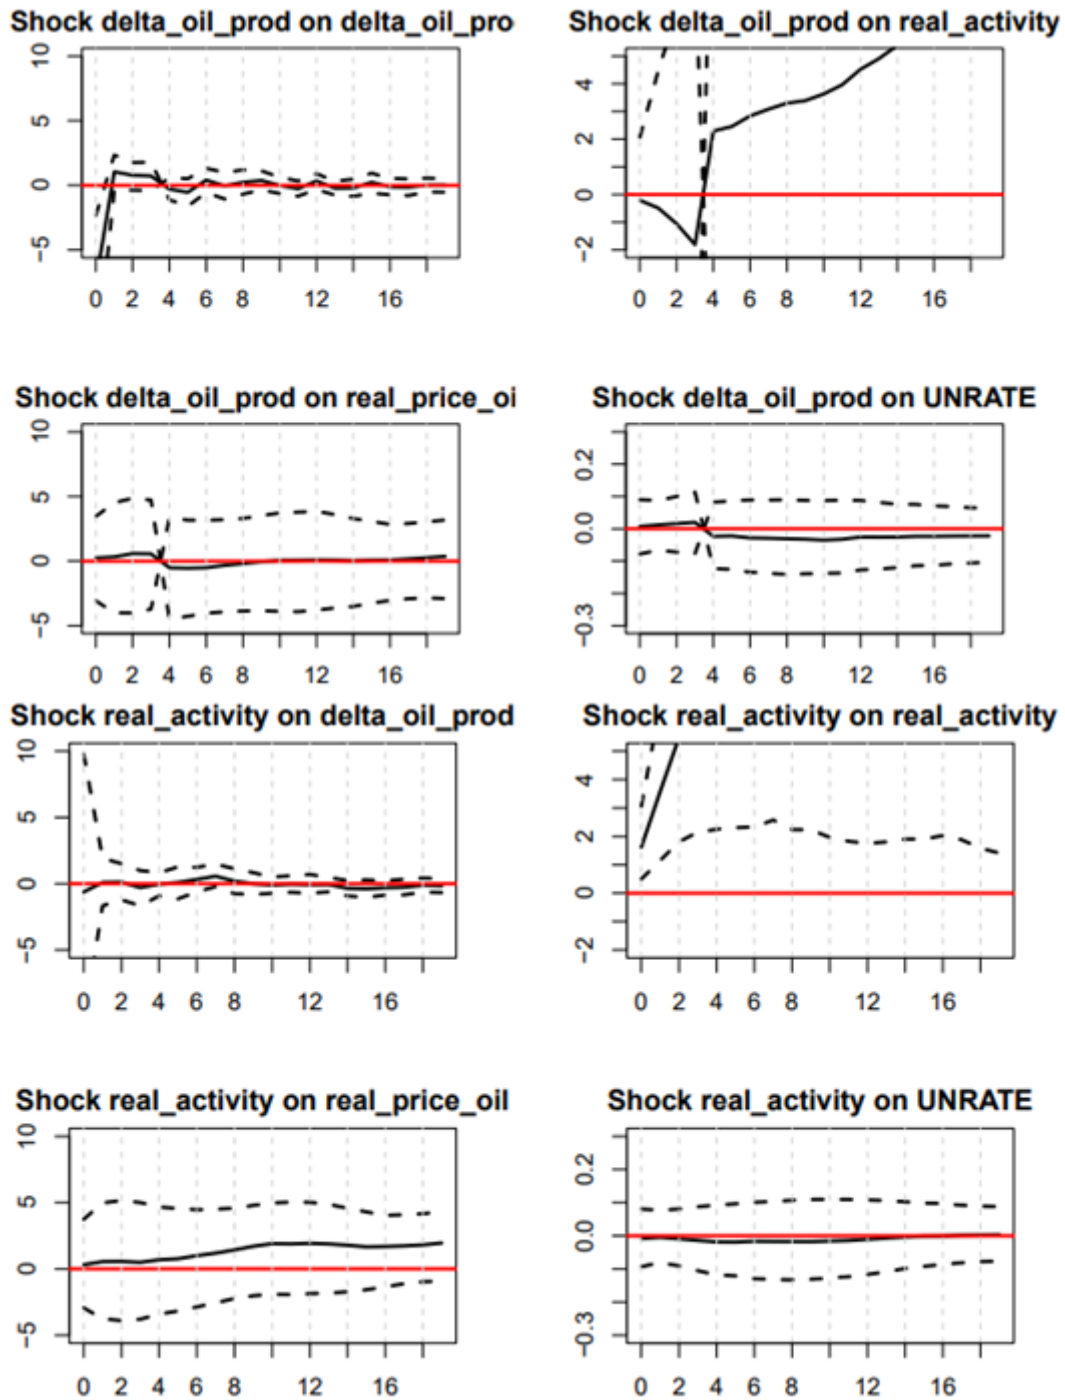 Shock delta_oil_prod on delta_oil_pro
10
5
0
−5
0 2 4 6 8 12 16
Shock delta_oil_prod on real_activity
4
2
0
−2
0 2 4 6 8 12 16
Shock delta_oil_prod on real_price_oi
10
5
0
−5
0 2 4 6 8 12 16
Shock delta_oil_prod on UNRATE
0.2
0.0
−0.3
0 2 4 6 8 12 16
Shock real_activity on delta_oil_prod
10
5
0
−5
0 2 4 6 8 12 16
Shock real_activity on real_activity
4
2
0
−2
0 2 4 6 8 12 16
Shock real_activity on real_price_oil
10
5
0
−5
0 2 4 6 8 12 16
Shock real_activity on UNRATE
0.2
0.0
−0.3
0 2 4 6 8 12 16